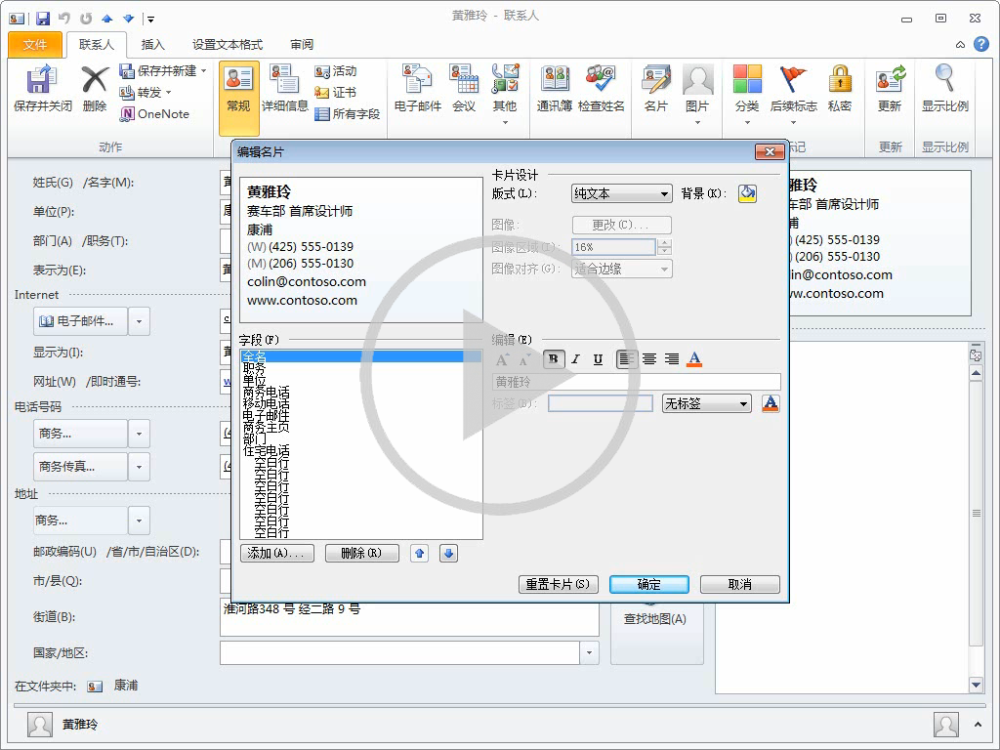 黄雅玲 - 联系人
文件 联系人 插入 设置文本格式 审阅
保存并关闭 删除 保存并新建 转发 OneNote
常规 详细信息 活动 证书 所有字段
电子邮件 会议 其他
通讯簿 检查姓名
名片 图片
分类 后续标志 私密
更新 显示比例
动作 记 更新 显示比例
姓氏(G) /名字(M):
单位(P):
部门(A) /职务(T):
表示为(E):
Internet
电子邮件...
显示为(I):
网址(W) /即时通号:
电话号码
商务...
商务传真...
地址
商务...
邮政编码(U) /省/市/自治区(D):
市/县(Q):
街道(B):
淮河路348 号 经二路 9 号
国家/地区:
查找地图(A)
在文件夹中: 康浦
黄雅玲
编辑名片
黄雅玲
赛车部 首席设计师
康浦
(W) (425) 555-0139
(M) (206) 555-0130
colin@contoso.com
www.contoso.com
卡片设计
版式(L): 纯文本 背景(K):
图像: 更改(C)...
图像区域(I): 16%
图像对齐(G): 适合边缘
字段(F)
全名
职务
单位
商务电话
移动电话
电子邮件
商务主页
部门
住宅电话
空白行
空白行
空白行
空白行
空白行
空白行
空白行
添加(A)... 删除(R)
编辑(E)
A A B I U A
黄雅玲
标签(B): 无标签 A
重置卡片(S) 确定 取消
雅玲
车部 首席设计师
浦
(425) 555-0139
(206) 555-0130
in@contoso.com
w.contoso.com